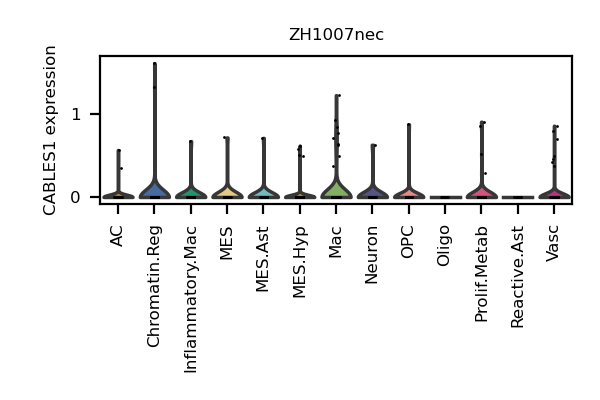 ZH1007nec
CABLES1 expression
1
0
AC
Chromatin.Reg
Inflammatory.Mac
MES
MES.Ast
MES.Hyp
Mac
Neuron
OPC
Oligo
Prolif.Metab
Reactive.Ast
Vasc